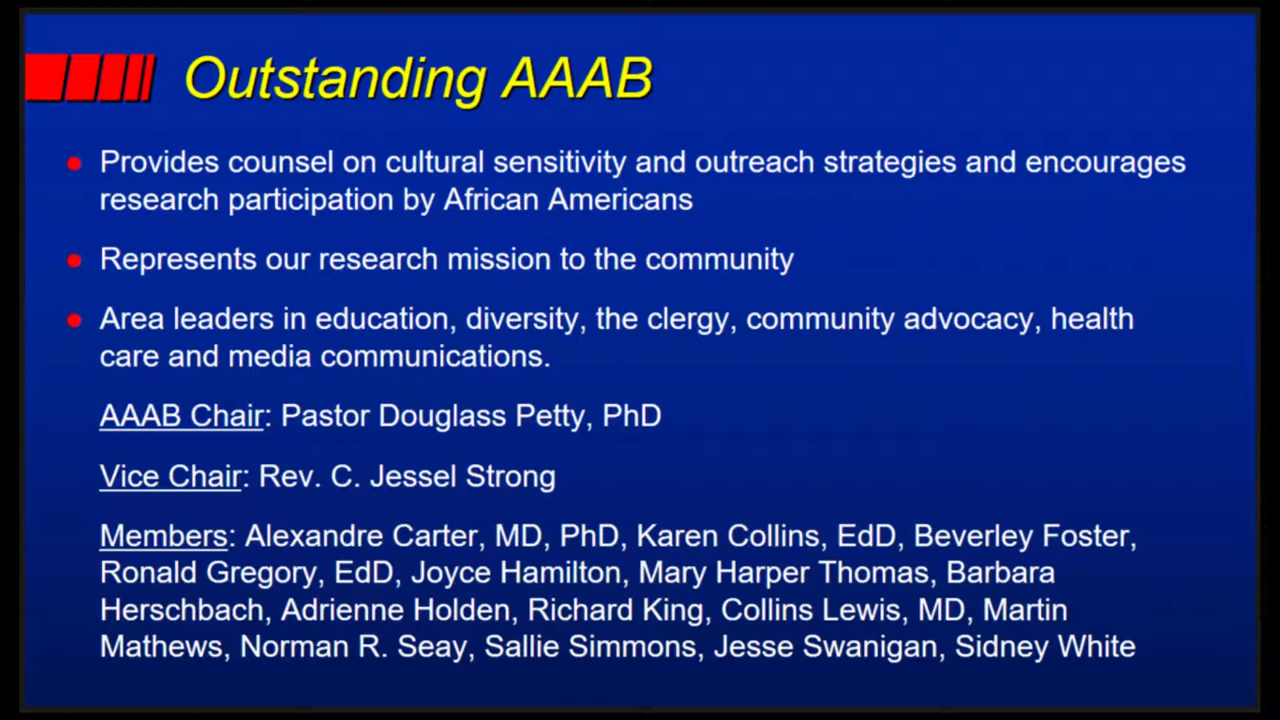 Outstanding AAAB
Provides counsel on cultural sensitivity and outreach strategies and encourages
research participation by African Americans
Represents our research mission to the community
Area leaders in education, diversity, the clergy, community advocacy, health
care and media communications.
AAAB Chair: Pastor Douglass Petty, PhD
Vice Chair: Rev. C. Jessel Strong
Members: Alexandre Carter, MD, PhD, Karen Collins, EdD, Beverley Foster,
Ronald Gregory, EdD, Joyce Hamilton, Mary Harper Thomas, Barbara
Herschbach, Adrienne Holden, Richard King, Collins Lewis, MD, Martin
Mathews, Norman R. Seay, Sallie Simmons, Jesse Swanigan, Sidney White